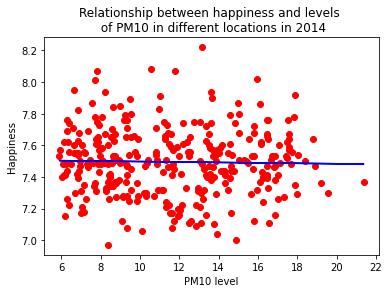 Relationship between happiness and levels
of PM10 in different locations in 2014
8.2
8.0
7.8
7.6
7.4
7.2
7.0
Happiness
6 8 10 12 14 16 18 20 22
PM10 level